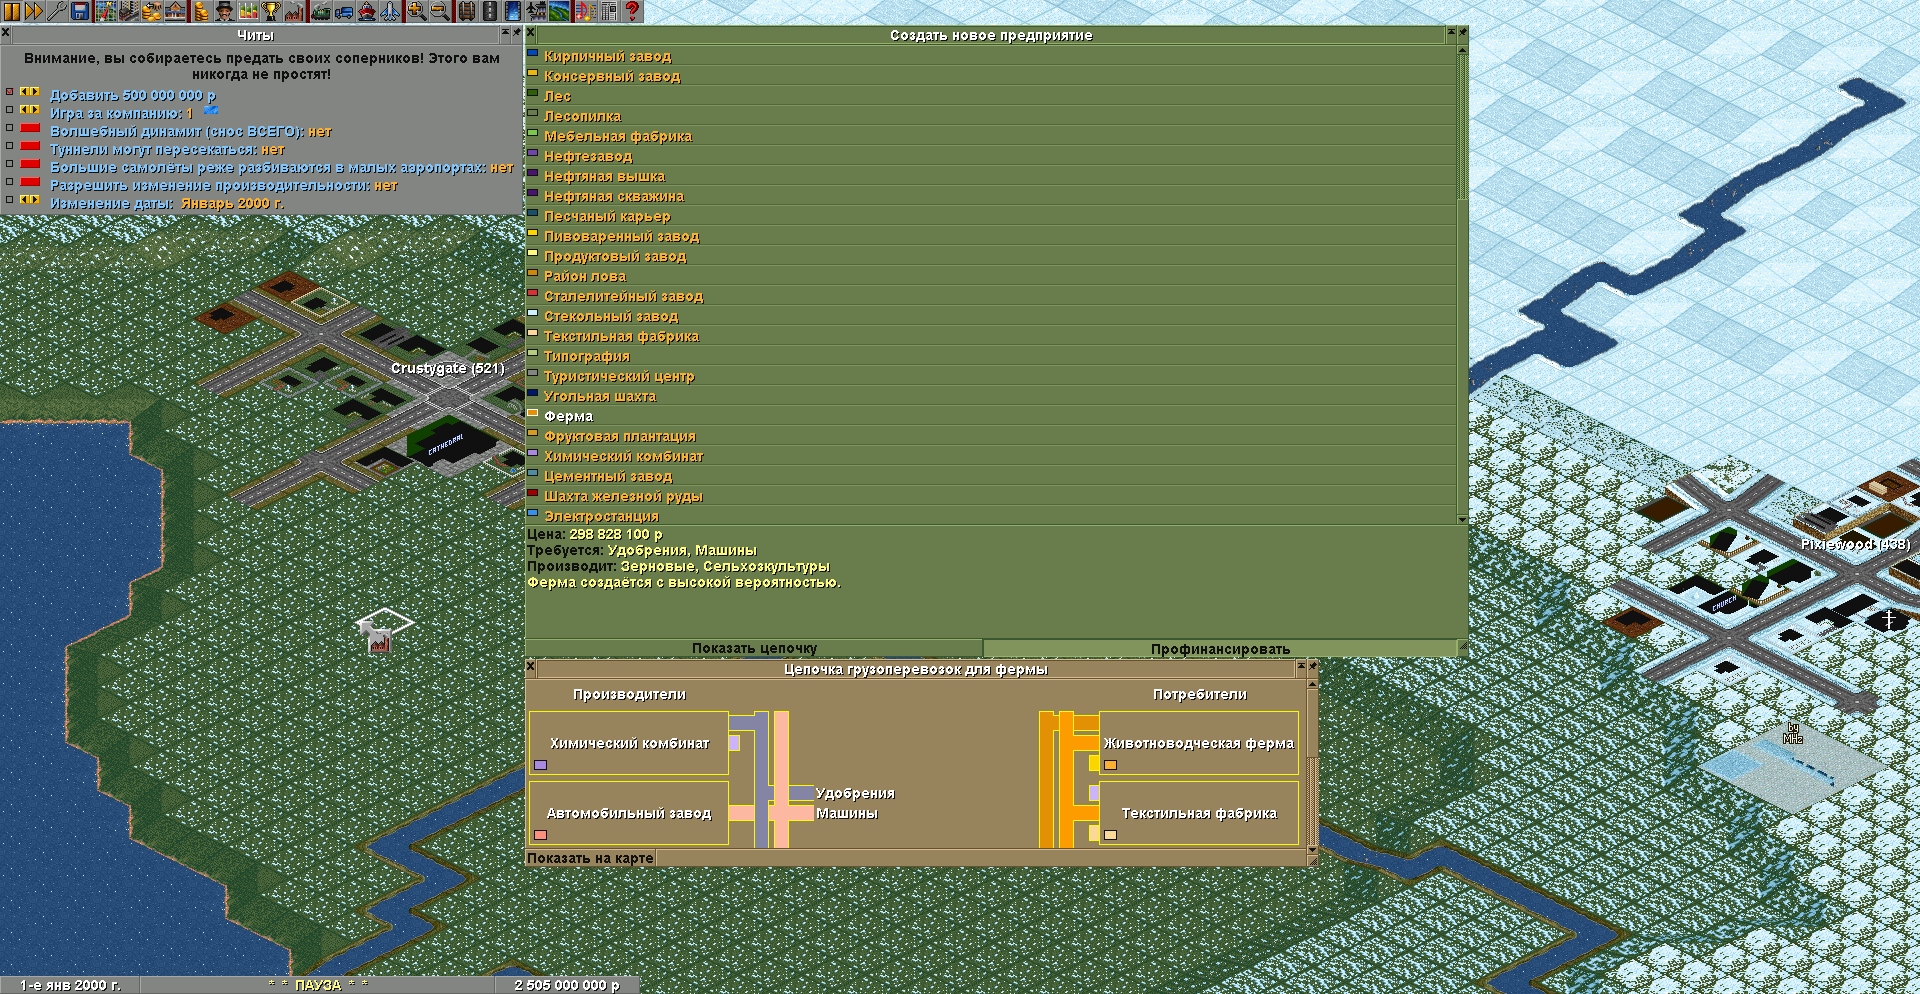 Читы
Внимание, вы собираетесь предать своих соперников! Этого вам
никогда не простят!
Добавить 500 000 000 р
Игра за компанию: 1
Волшебный динамит (снос ВСЕГО): нет
Туннели могут пересекаться: нет
Большие самолёты реже разбиваются в малых аэропортах: нет
Разрешить изменение производительности: нет
Изменение даты: Январь 2000 г.
Создать новое предприятие
Кирпичный завод
Консервный завод
Лес
Лесопилка
Мебельная фабрика
Нефтезавод
Нефтяная вышка
Нефтяная скважина
Песчаный карьер
Пивоваренный завод
Продуктовый завод
Район лова
Сталелитейный завод
Стекольный завод
Текстильная фабрика
Типография
Туристический центр
Угольная шахта
Ферма
Фруктовая плантация
Химический комбинат
Цементный завод
Шахта железной руды
Электростанция
Цена: 298 828 100 р
Требуется: Удобрения, Машины
Производит: Зерновые, Сельхозкультуры
Ферма создаётся с высокой вероятностью.
Показать цепочку
Профинансировать
Цепочка грузоперевозок для фермы
Производители
Потребители
Химический комбинат
Животноводческая ферма
Удобрения
Автомобильный завод
Машины
Текстильная фабрика
Показать на карте
Crustygate (521)
CATHEDRAL
Pixiewood (438)
CHURCH
by
MHz
1-е янв 2000 г.
* * ПАУЗА * *
2 505 000 000 р